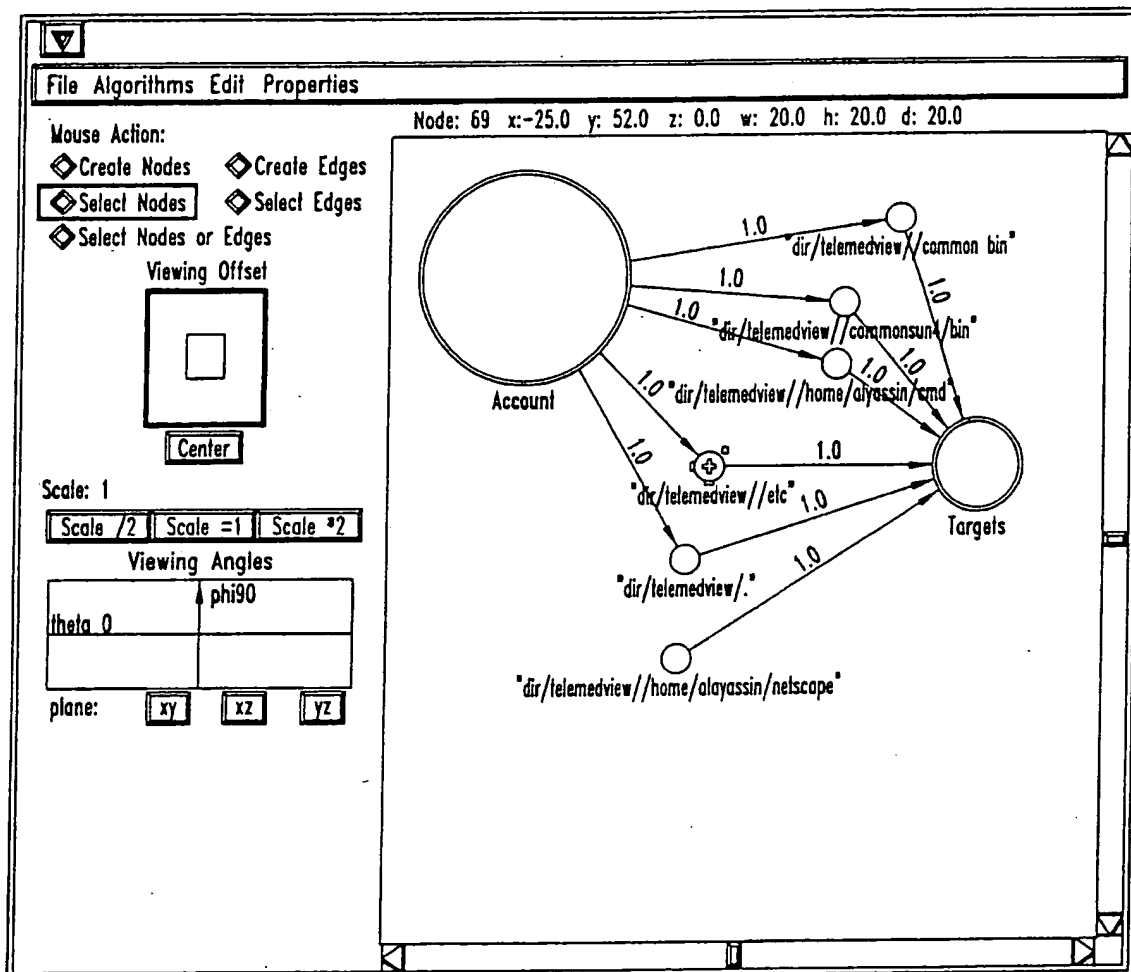 File Algorithms Edit Properties
Node: 69 x:-25.0 y: 52.0 z: 0.0 w: 20.0 h: 20.0 d: 20.0
Mouse Action:
Create Nodes Create Edges
Select Nodes Select Edges
Select Nodes or Edges
Viewing Offset
Center
Scale: 1
Scale /2 Scale =1 Scale *2
Viewing Angles
phi90
theta 0
plane: xy xz yz
Account
1.0
"dir/telemedview//common bin"
1.0
1.0
"dir/telemedview//commonsun4/bin"
1.0
1.0
"dir/telemedview//home/alyassin/cmd"
1.0
1.0
1.0
"dir/telemedview//etc"
1.0
1.0
"dir/telemedview/."
1.0
"dir/telemedview//home/alayassin/netscape"
Targets